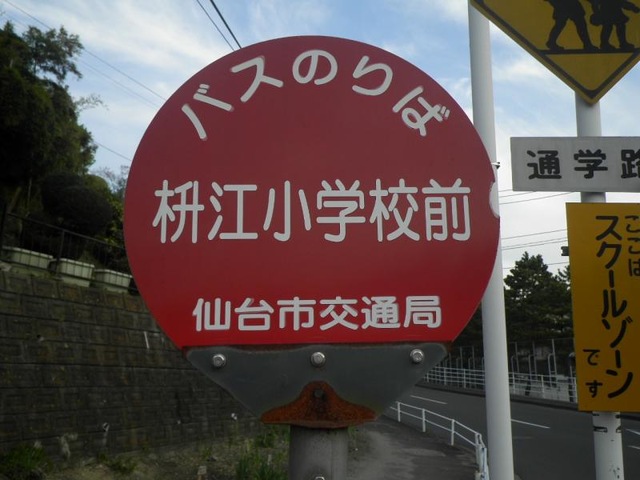 バスのりば
枡江小学校前
仙台市交通局
通学路
ここは
スクールゾーン
です